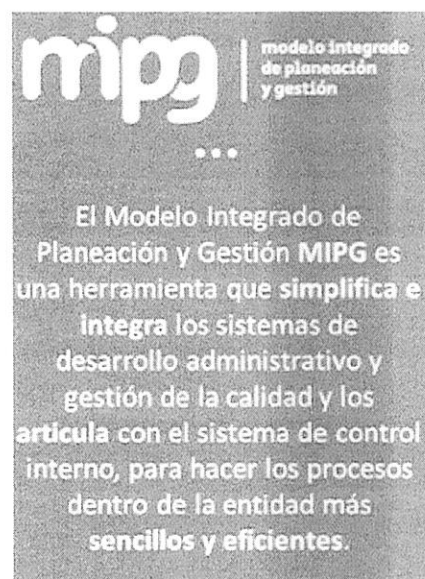 mipg
modelo integrado
de planeación
y gestión
...
El Modelo Integrado de
Planeación y Gestión MIPG es
una herramienta que simplifica e
integra los sistemas de
desarrollo administrativo y
gestión de la calidad y los
articula con el sistema de control
interno, para hacer los procesos
dentro de la entidad más
sencillos y eficientes.